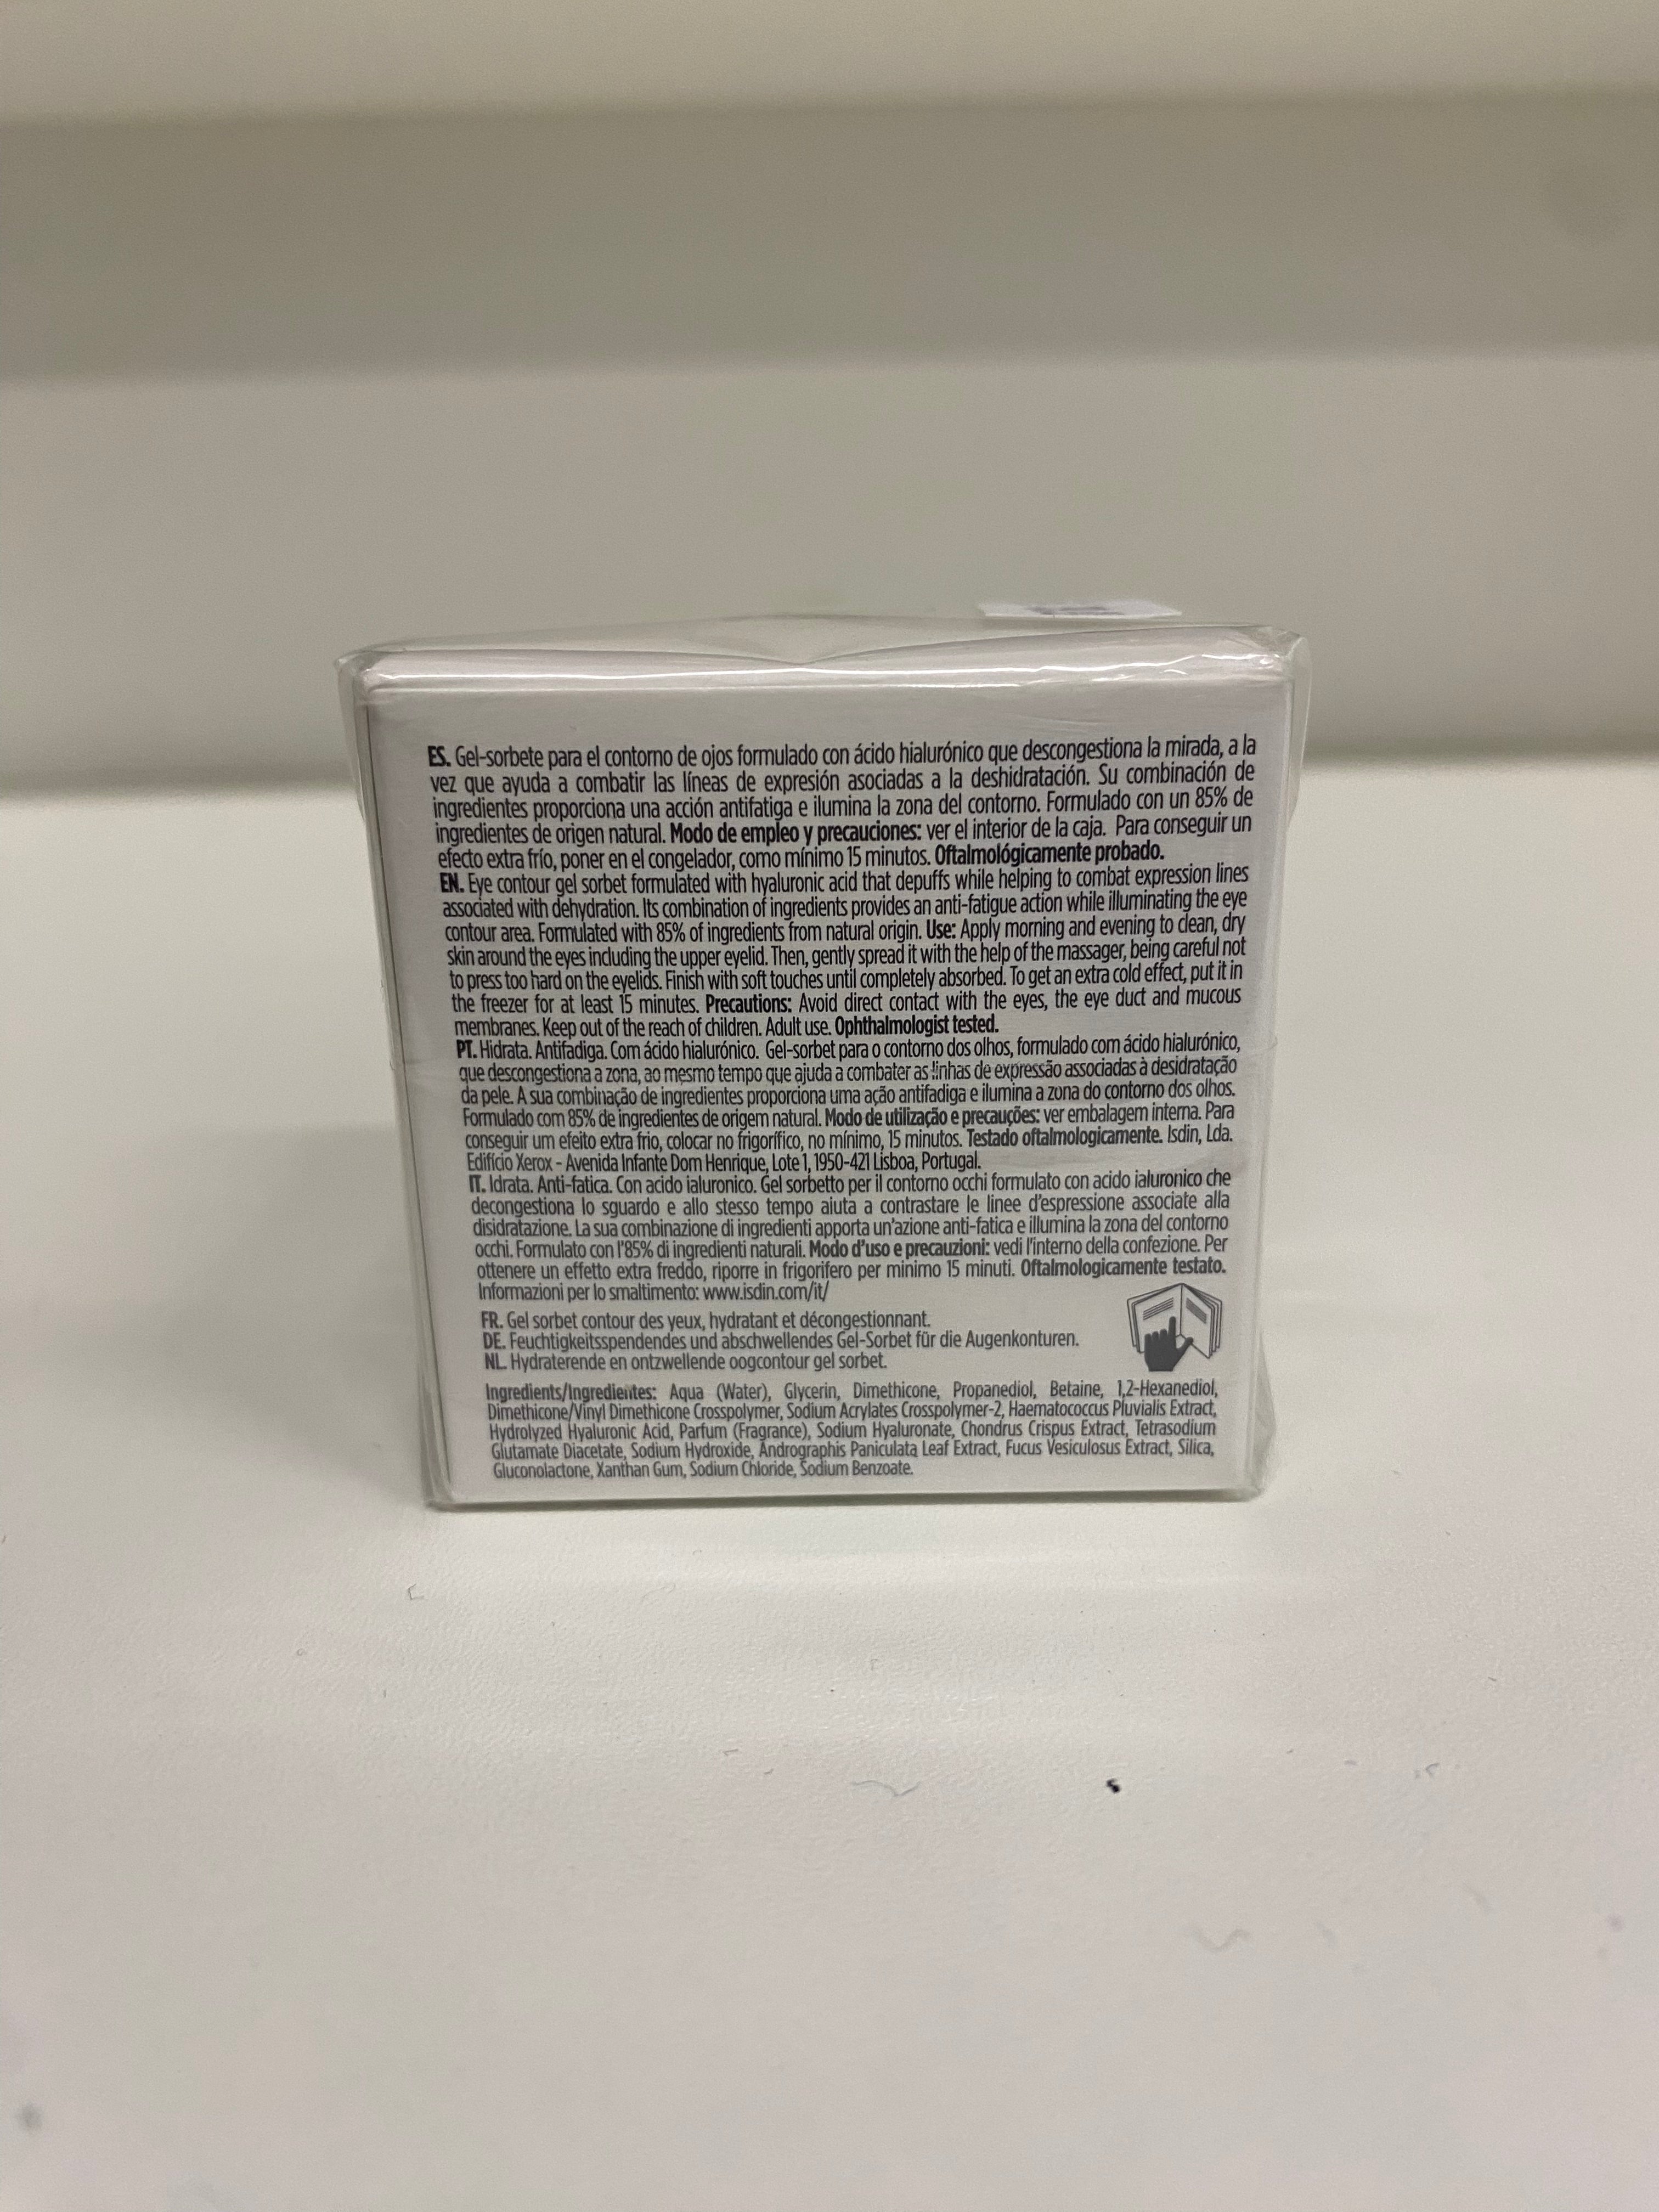 ES. Gel-sorbete para el contorno de ojos formulado con ácido hialurónico que descongestiona la mirada, a la
vez que ayuda a combatir las líneas de expresión asociadas a la deshidratación. Su combinación de
ingredientes proporciona una acción antifatiga e ilumina la zona del contorno. Formulado con un 85% de
ingredientes de origen natural. Modo de empleo y precauciones: ver el interior de la caja. Para conseguir un
efecto extra frío, poner en el congelador, como mínimo 15 minutos. Oftalmológicamente probado.
EN. Eye contour gel sorbet formulated with hyaluronic acid that depuffs while helping to combat expression lines
associated with dehydration. Its combination of ingredients provides an anti-fatigue action while illuminating the eye
contour area. Formulated with 85% of ingredients from natural origin. Use: Apply morning and evening to clean, dry
skin around the eyes including the upper eyelid. Then, gently spread it with the help of the massager, being careful not
to press too hard on the eyelids. Finish with soft touches until completely absorbed. To get an extra cold effect, put it in
the freezer for at least 15 minutes. Precautions: Avoid direct contact with the eyes, the eye duct and mucous
membranes. Keep out of the reach of children. Adult use. Ophthalmologist tested.
PT. Hidrata. Antifadiga. Com ácido hialurónico. Gel-sorbet para o contorno dos olhos, formulado com ácido hialurónico,
que descongestiona a zona, ao mesmo tempo que ajuda a combater as linhas de expressão associadas à desidratação
da pele. A sua combinação de ingredientes proporciona uma ação antifadiga e ilumina a zona do contorno dos olhos.
Formulado com 85% de ingredientes de origem natural. Modo de utilização e precauções: ver embalagem interna. Para
conseguir um efeito extra frio, colocar no frigorífico, no mínimo, 15 minutos. Testado oftalmologicamente. Isdin, Lda.
Edifício Xerox - Avenida Infante Dom Henrique, Lote 1, 1950-421 Lisboa, Portugal.
IT. Idrata. Anti-fatica. Con acido ialuronico. Gel sorbetto per il contorno occhi formulato con acido ialuronico che
decongestiona lo sguardo e allo stesso tempo aiuta a contrastare le linee d'espressione associate alla
disidratazione. La sua combinazione di ingredienti apporta un'azione anti-fatica e illumina la zona del contorno
occhi. Formulato con l'85% di ingredienti naturali. Modo d'uso e precauzioni: vedi l'interno della confezione. Per
ottenere un effetto extra freddo, riporre in frigorifero per minimo 15 minuti. Oftalmologicamente testato.
Informazioni per lo smaltimento: www.isdin.com/it/
FR. Gel sorbet contour des yeux, hydratant et décongestionnant.
DE. Feuchtigkeitsspendendes und abschwellendes Gel-Sorbet für die Augenkonturen.
NL. Hydraterende en ontzwellende oogcontour gel sorbet.
Ingredients/Ingredientes: Aqua (Water), Glycerin, Dimethicone, Propanediol, Betaine, 1,2-Hexanediol,
Dimethicone/Vinyl Dimethicone Crosspolymer, Sodium Acrylates Crosspolymer-2, Haematococcus Pluvialis Extract,
Hydrolyzed Hyaluronic Acid, Parfum (Fragrance), Sodium Hyaluronate, Chondrus Crispus Extract, Tetrasodium
Glutamate Diacetate, Sodium Hydroxide, Andrographis Paniculata Leaf Extract, Fucus Vesiculosus Extract, Silica,
Gluconolactone, Xanthan Gum, Sodium Chloride, Sodium Benzoate.